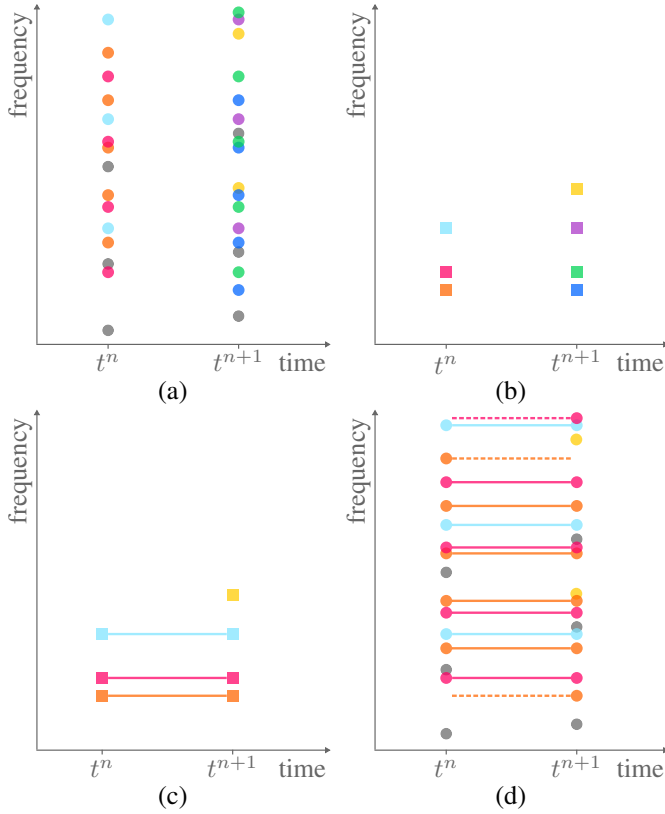 frequency
t^n t^{n+1} time
(a)
frequency
t^n t^{n+1} time
(b)
frequency
t^n t^{n+1} time
(c)
frequency
t^n t^{n+1} time
(d)